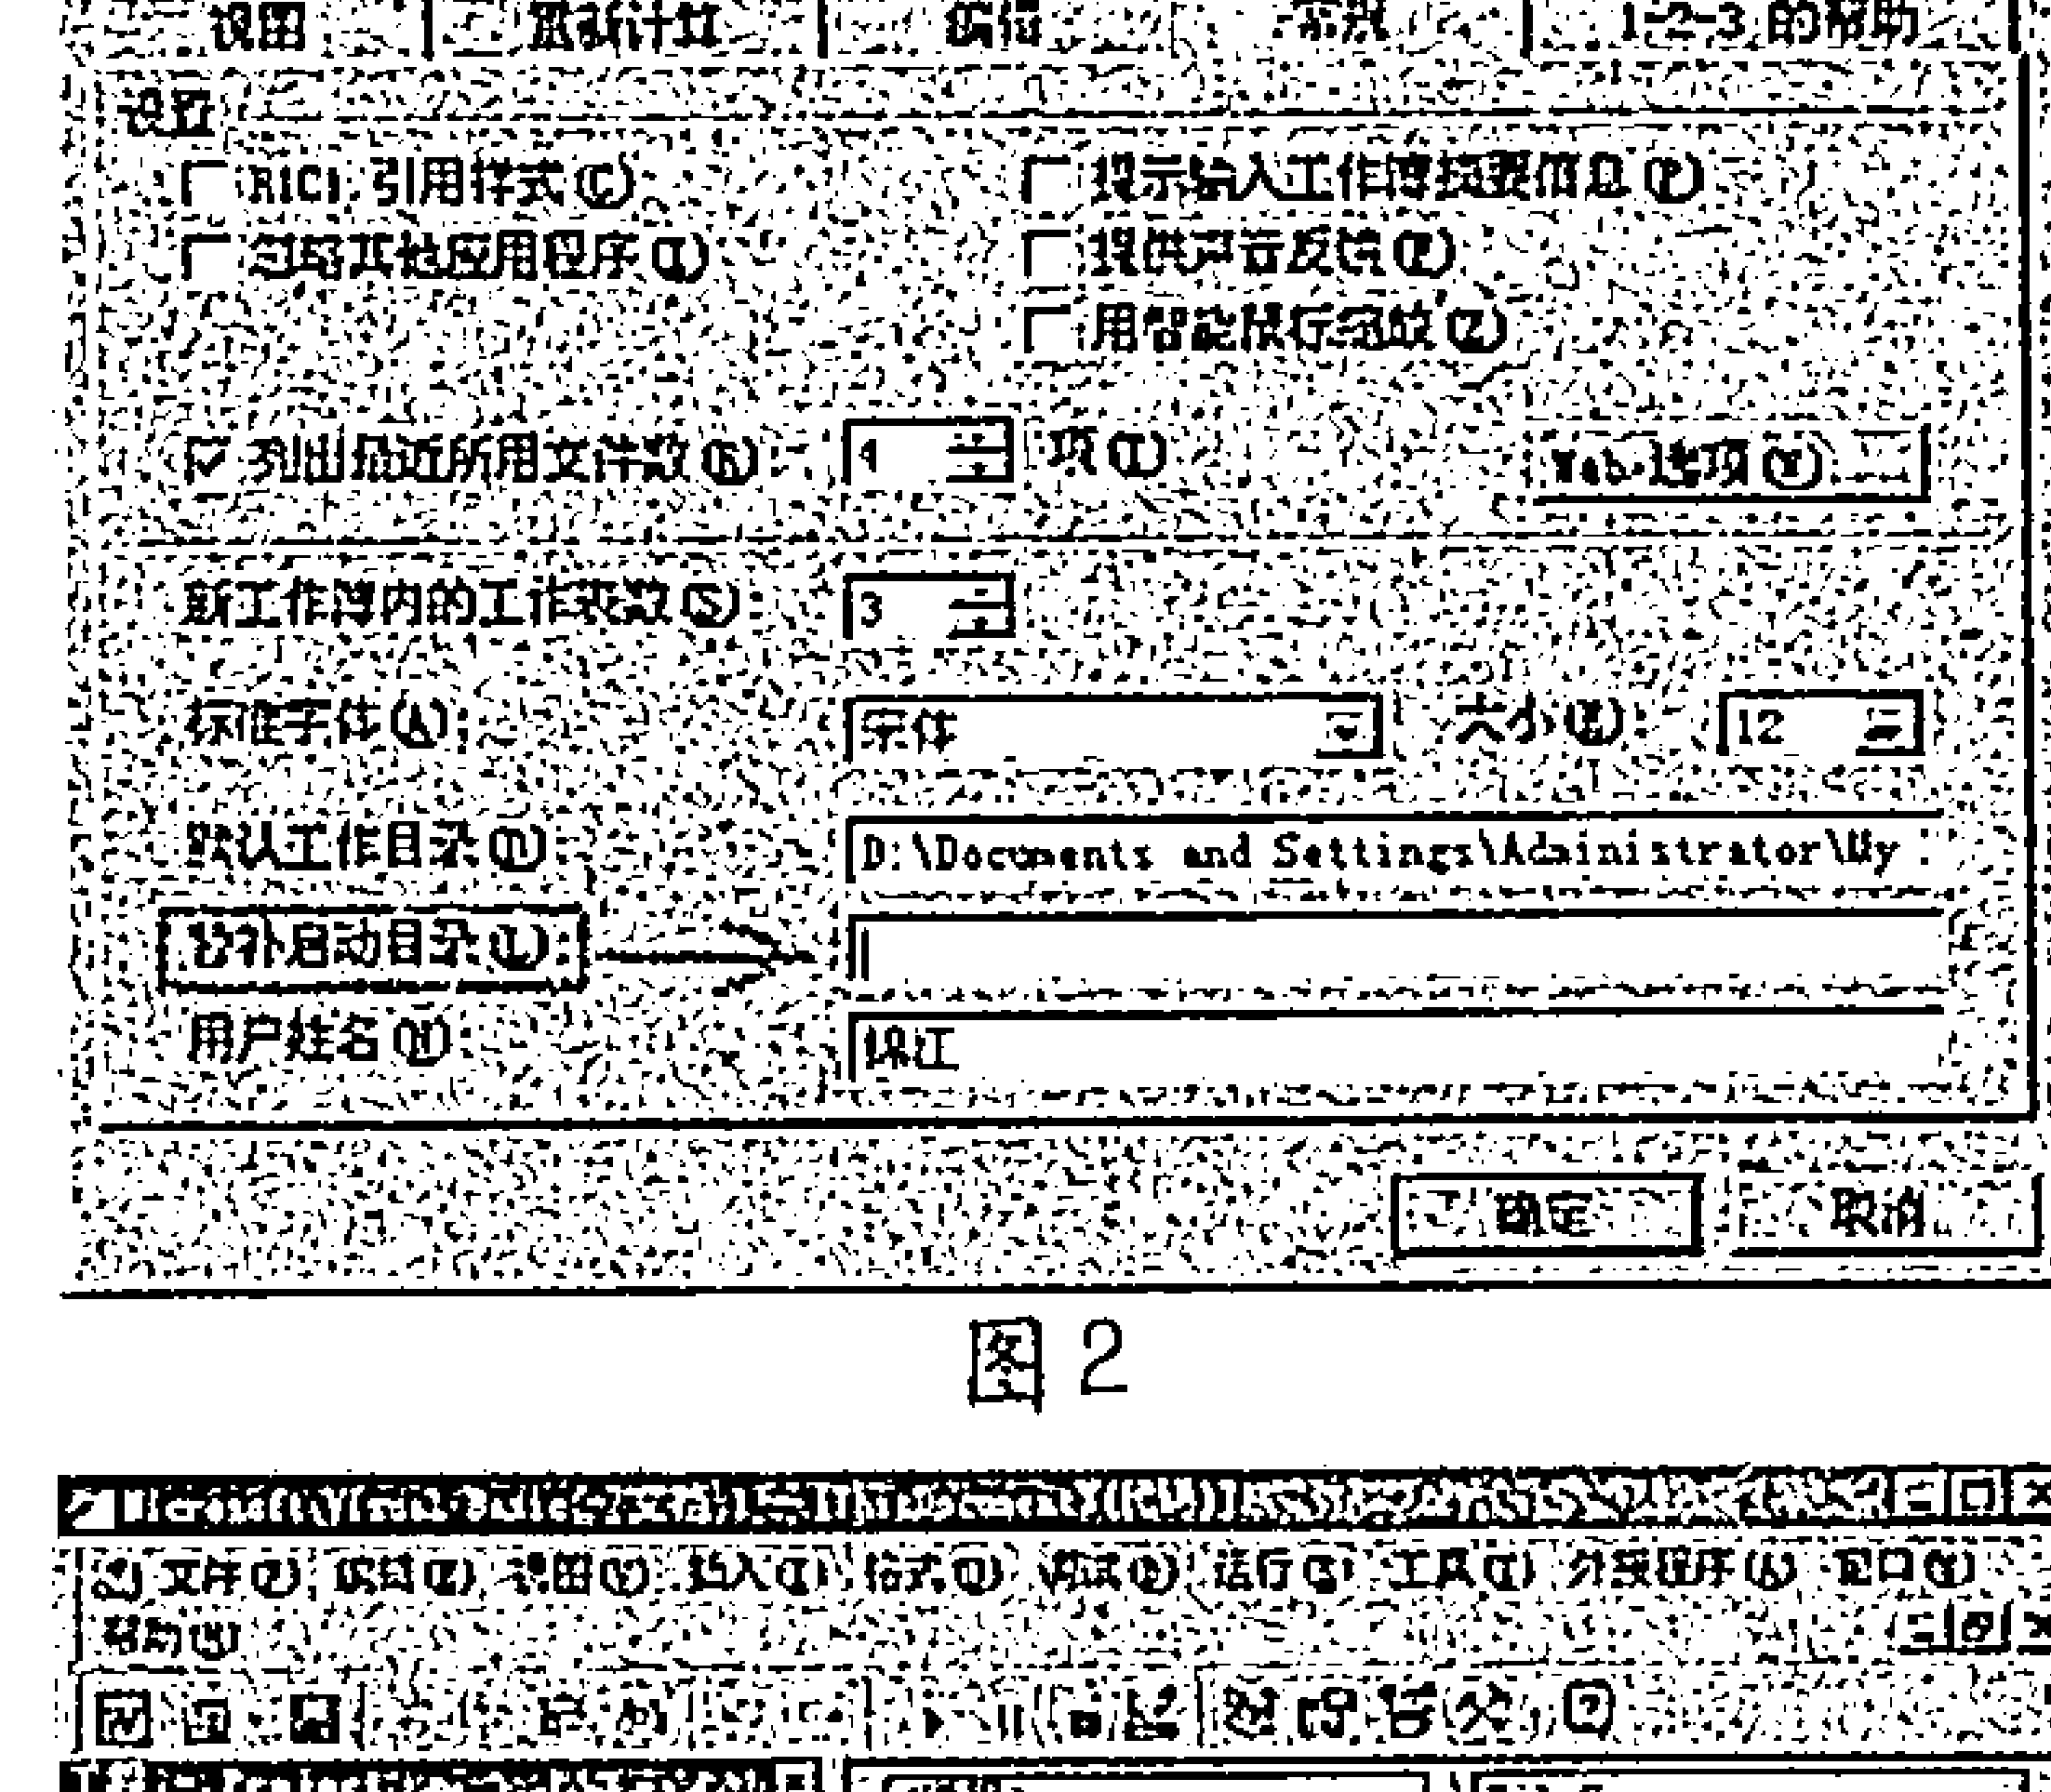 视图 重新计算 编辑 常规 1-2-3 的帮助
设置
R1C1 引用样式(C) 提示输入工作簿摘要信息(P)
忽略其他应用程序(I) 提供声音反馈(F)
用智能鼠标缩放(Z)
列出最近所用文件数(R) 4 项(T) Web 选项(W)
新工作簿内的工作表数(S): 3
标准字体(A): 宋体 大小(E): 12
默认工作目录(D): D:\Documents and Settings\Administrator\My
替补启动目录(L):
用户姓名(N):
确定 取消
图 2
文件(F) 编辑(E) 视图(V) 插入(I) 格式(O) 调试(D) 运行(R) 工具(T) 外接程序(A) 窗口(W)
帮助(H)